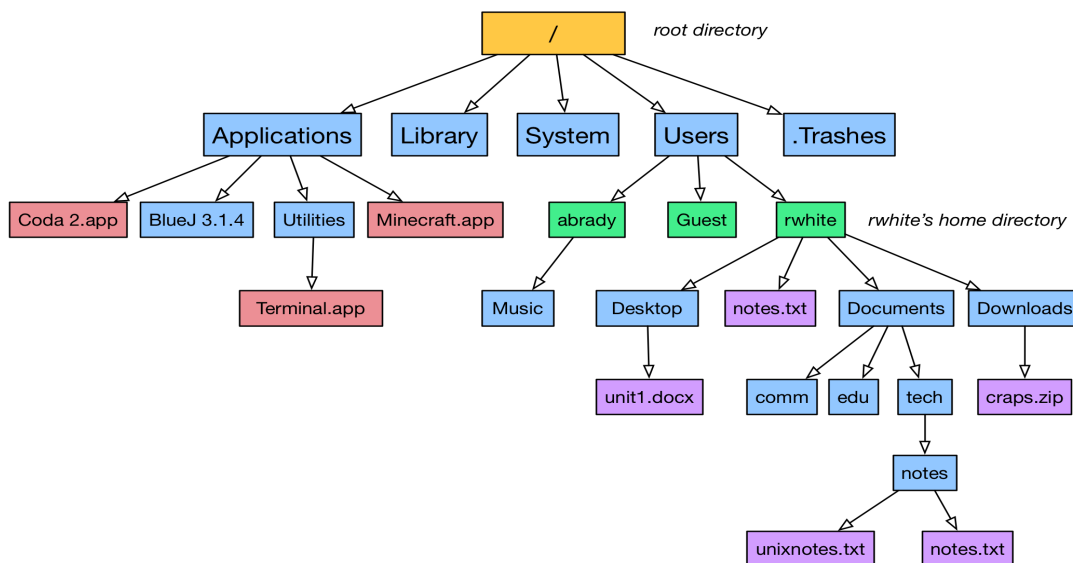 /
root directory
Applications
Library
System
Users
.Trashes
Coda 2.app
BlueJ 3.1.4
Utilities
Minecraft.app
abrady
Guest
rwhite
rwhite's home directory
Terminal.app
Music
Desktop
notes.txt
Documents
Downloads
unit1.docx
comm
edu
tech
craps.zip
notes
unixnotes.txt
notes.txt